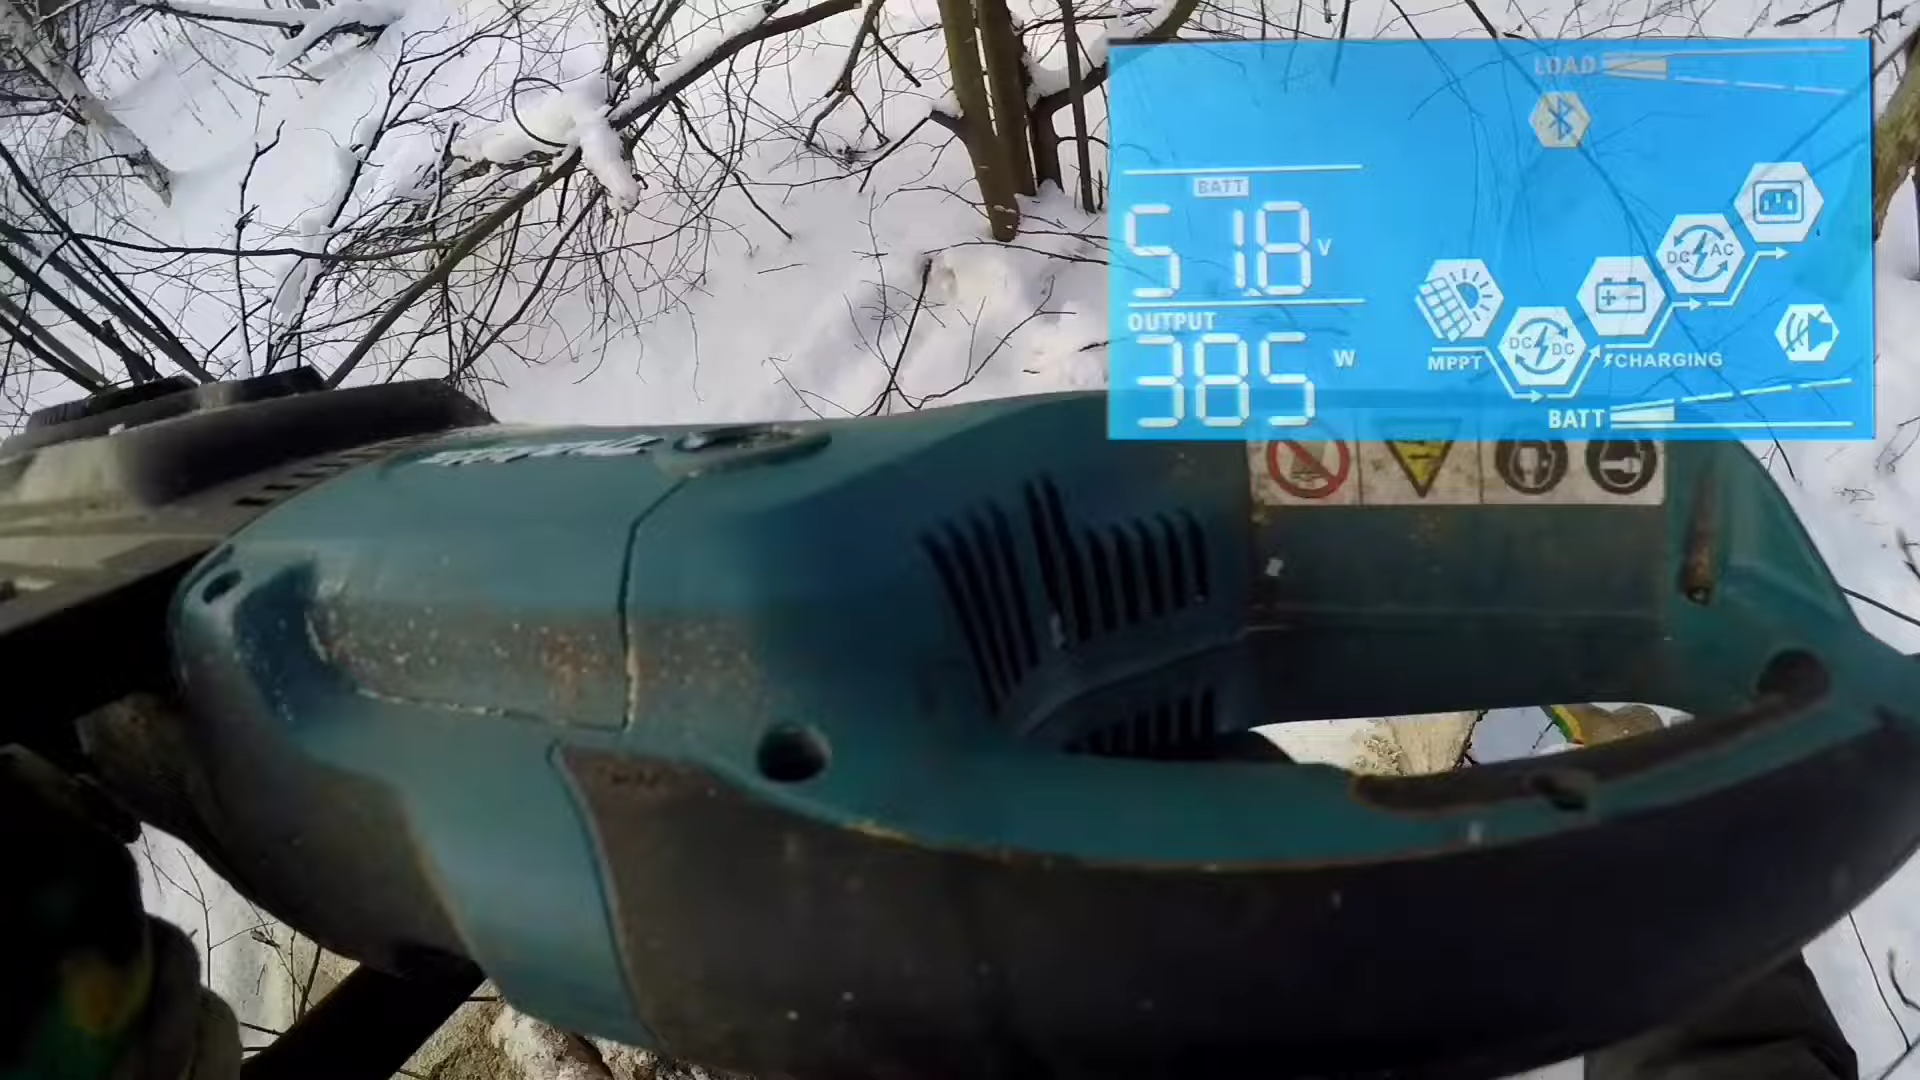 LOAD
BATT
51.8 V
OUTPUT
385 W
MPPT
DC DC
CHARGING
DC AC
BATT